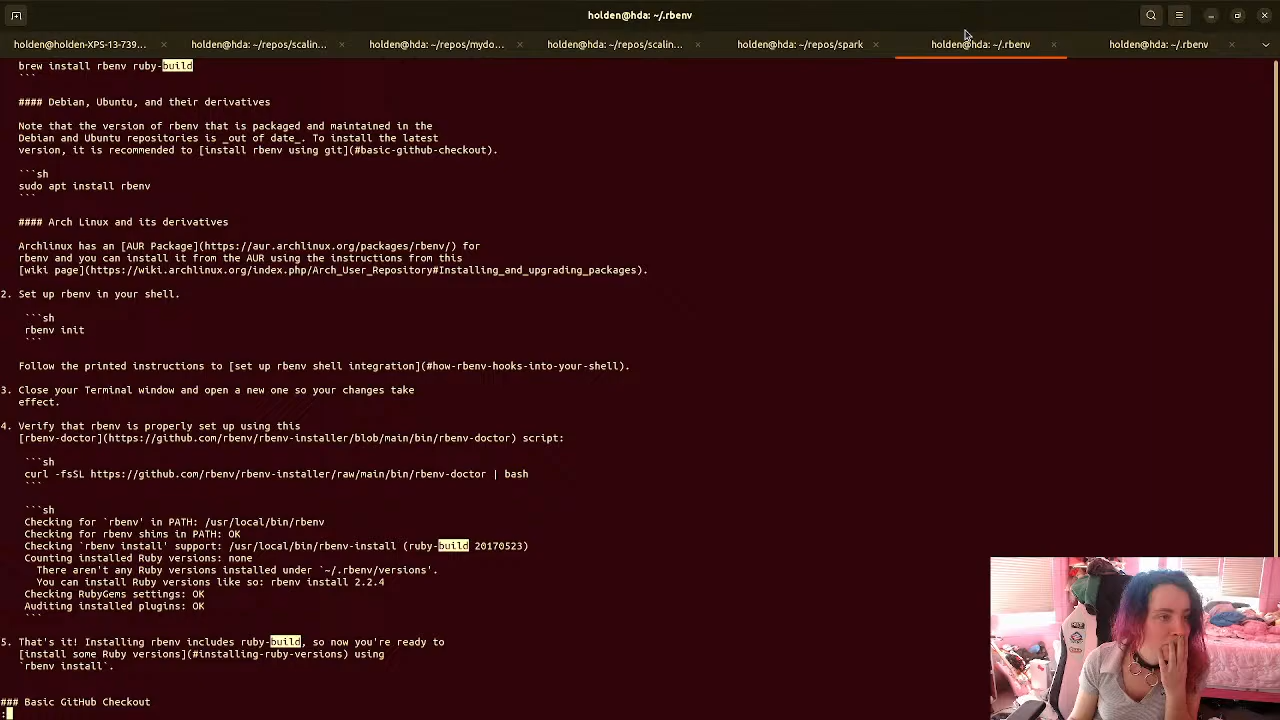 holden@hda: ~/.rbenv
holden@holden-XPS-13-739...
holden@hda: ~/repos/scalin...
holden@hda: ~/repos/mydo...
holden@hda: ~/repos/scalin...
holden@hda: ~/repos/spark
holden@hda: ~/.rbenv
holden@hda: ~/.rbenv
brew install rbenv ruby-build
```
#### Debian, Ubuntu, and their derivatives
Note that the version of rbenv that is packaged and maintained in the
Debian and Ubuntu repositories is _out of date_. To install the latest
version, it is recommended to [install rbenv using git](#basic-github-checkout).
```sh
sudo apt install rbenv
```
#### Arch Linux and its derivatives
Archlinux has an [AUR Package](https://aur.archlinux.org/packages/rbenv/) for
rbenv and you can install it from the AUR using the instructions from this
[wiki page](https://wiki.archlinux.org/index.php/Arch_User_Repository#Installing_and_upgrading_packages).
2. Set up rbenv in your shell.
```sh
rbenv init
```
Follow the printed instructions to [set up rbenv shell integration](#how-rbenv-hooks-into-your-shell).
3. Close your Terminal window and open a new one so your changes take
effect.
4. Verify that rbenv is properly set up using this
[rbenv-doctor](https://github.com/rbenv/rbenv-installer/blob/main/bin/rbenv-doctor) script:
```sh
curl -fsSL https://github.com/rbenv/rbenv-installer/raw/main/bin/rbenv-doctor | bash
```
```sh
Checking for `rbenv' in PATH: /usr/local/bin/rbenv
Checking for rbenv shims in PATH: OK
Checking `rbenv install' support: /usr/local/bin/rbenv-install (ruby-build 20170523)
Counting installed Ruby versions: none
There aren't any Ruby versions installed under `~/.rbenv/versions'.
You can install Ruby versions like so: rbenv install 2.2.4
Checking RubyGems settings: OK
Auditing installed plugins: OK
```
5. That's it! Installing rbenv includes ruby-build, so now you're ready to
[install some Ruby versions](#installing-ruby-versions) using
`rbenv install`.
### Basic GitHub Checkout
: